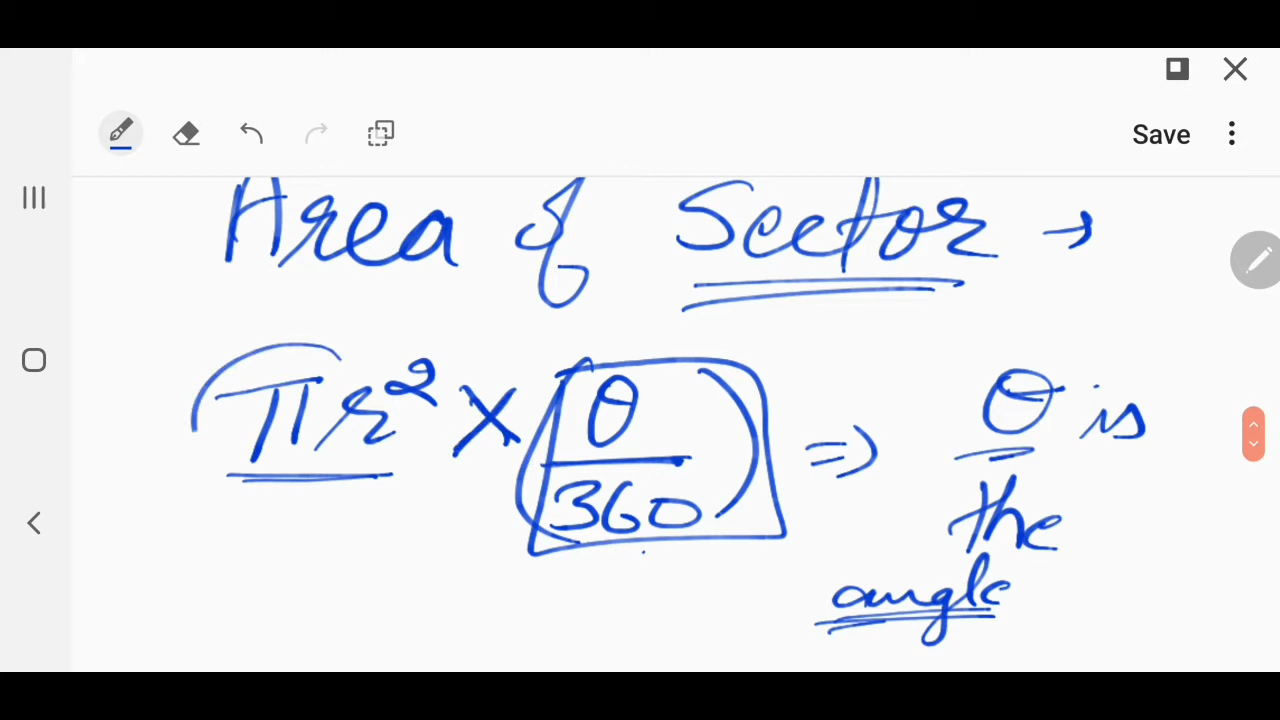 Save
Area of Sector →
πr² × (θ/360) ⇒ θ is
the
angle